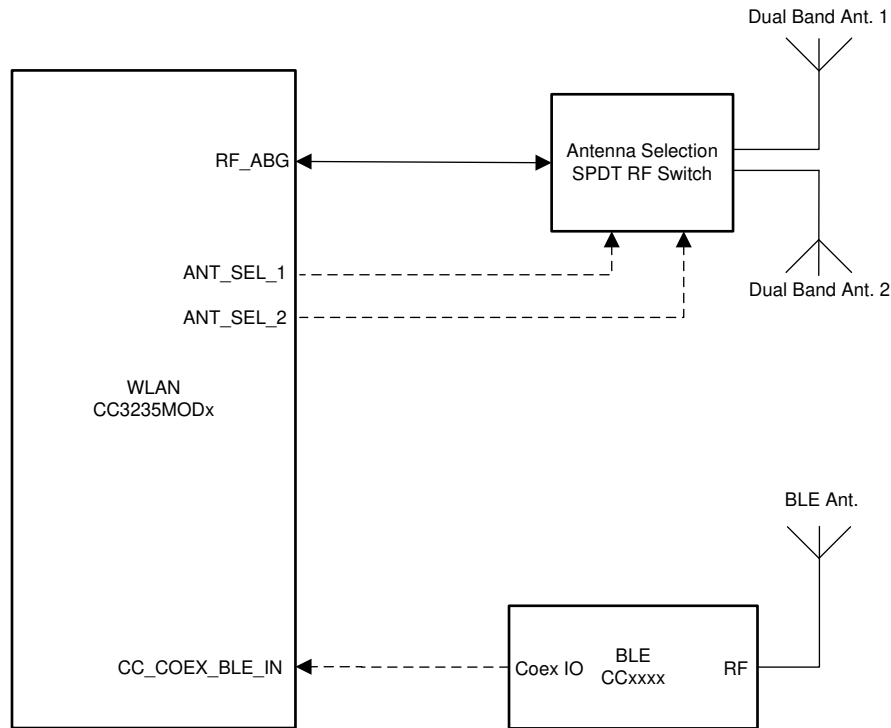 Dual Band Ant. 1
RF_ABG
Antenna Selection
SPDT RF Switch
ANT_SEL_1
Dual Band Ant. 2
ANT_SEL_2
WLAN
CC3235MODx
BLE Ant.
CC_COEX_BLE_IN
Coex IO
BLE
CCxxxx
RF